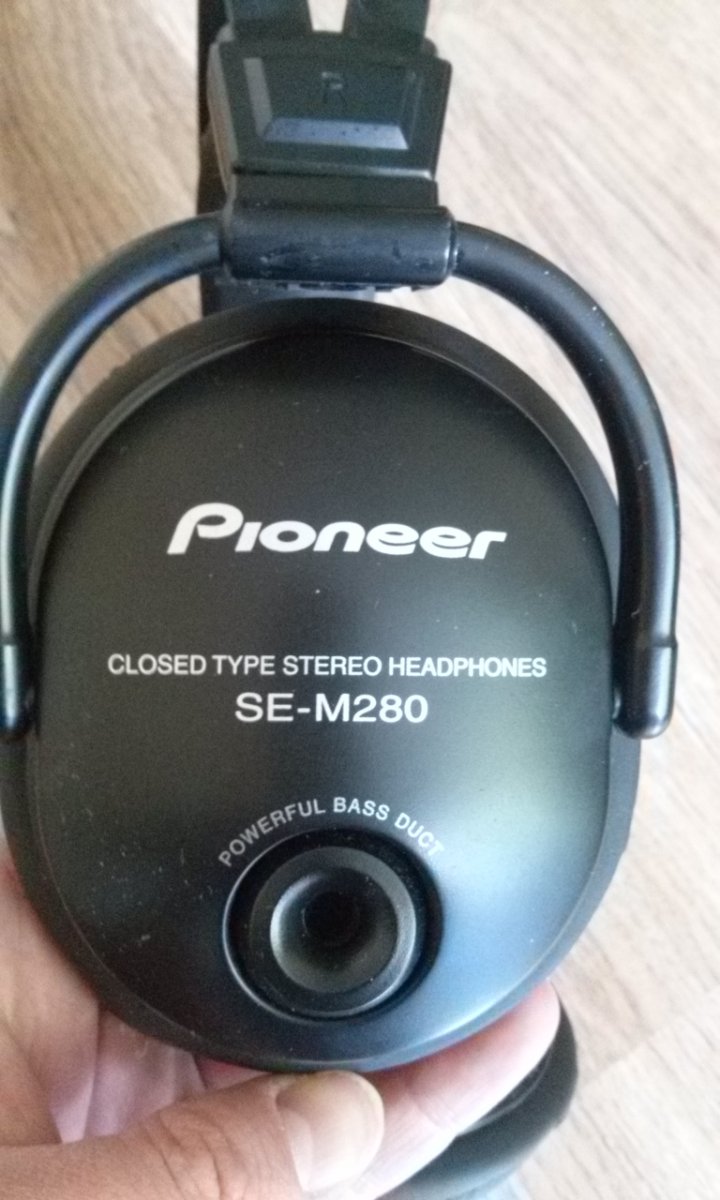 R
Pioneer
CLOSED TYPE STEREO HEADPHONES
SE-M280
POWERFUL BASS DUCT